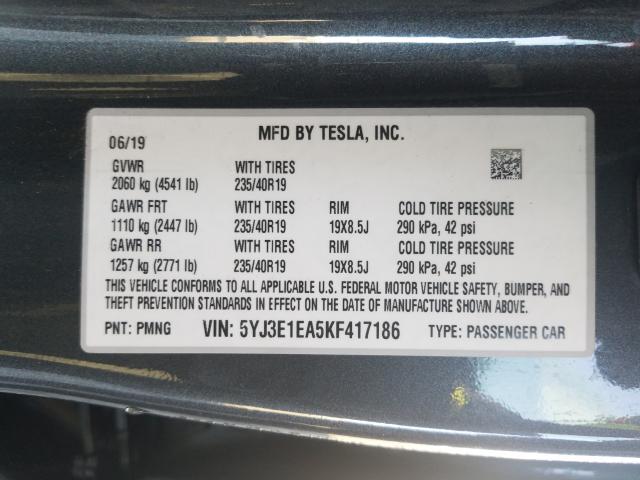 MFD BY TESLA, INC.
06/19
GVWR WITH TIRES
2060 kg (4541 lb) 235/40R19
GAWR FRT WITH TIRES RIM COLD TIRE PRESSURE
1110 kg (2447 lb) 235/40R19 19X8.5J 290 kPa, 42 psi
GAWR RR WITH TIRES RIM COLD TIRE PRESSURE
1257 kg (2771 lb) 235/40R19 19X8.5J 290 kPa, 42 psi
THIS VEHICLE CONFORMS TO ALL APPLICABLE U.S. FEDERAL MOTOR VEHICLE SAFETY, BUMPER, AND
THEFT PREVENTION STANDARDS IN EFFECT ON THE DATE OF MANUFACTURE SHOWN ABOVE.
PNT: PMNG VIN: 5YJ3E1EA5KF417186 TYPE: PASSENGER CAR